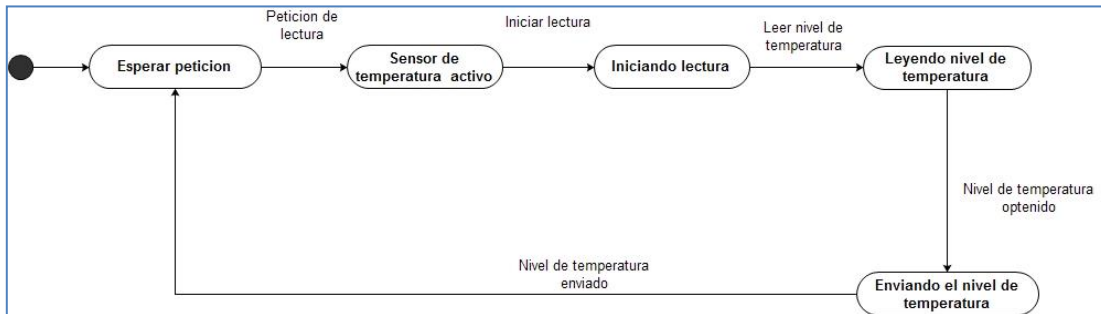 Peticion de
lectura
Iniciar lectura
Leer nivel de
temperatura
Esperar peticion
Sensor de
temperatura activo
Iniciando lectura
Leyendo nivel de
temperatura
Nivel de temperatura
optenido
Nivel de temperatura
enviado
Enviando el nivel de
temperatura